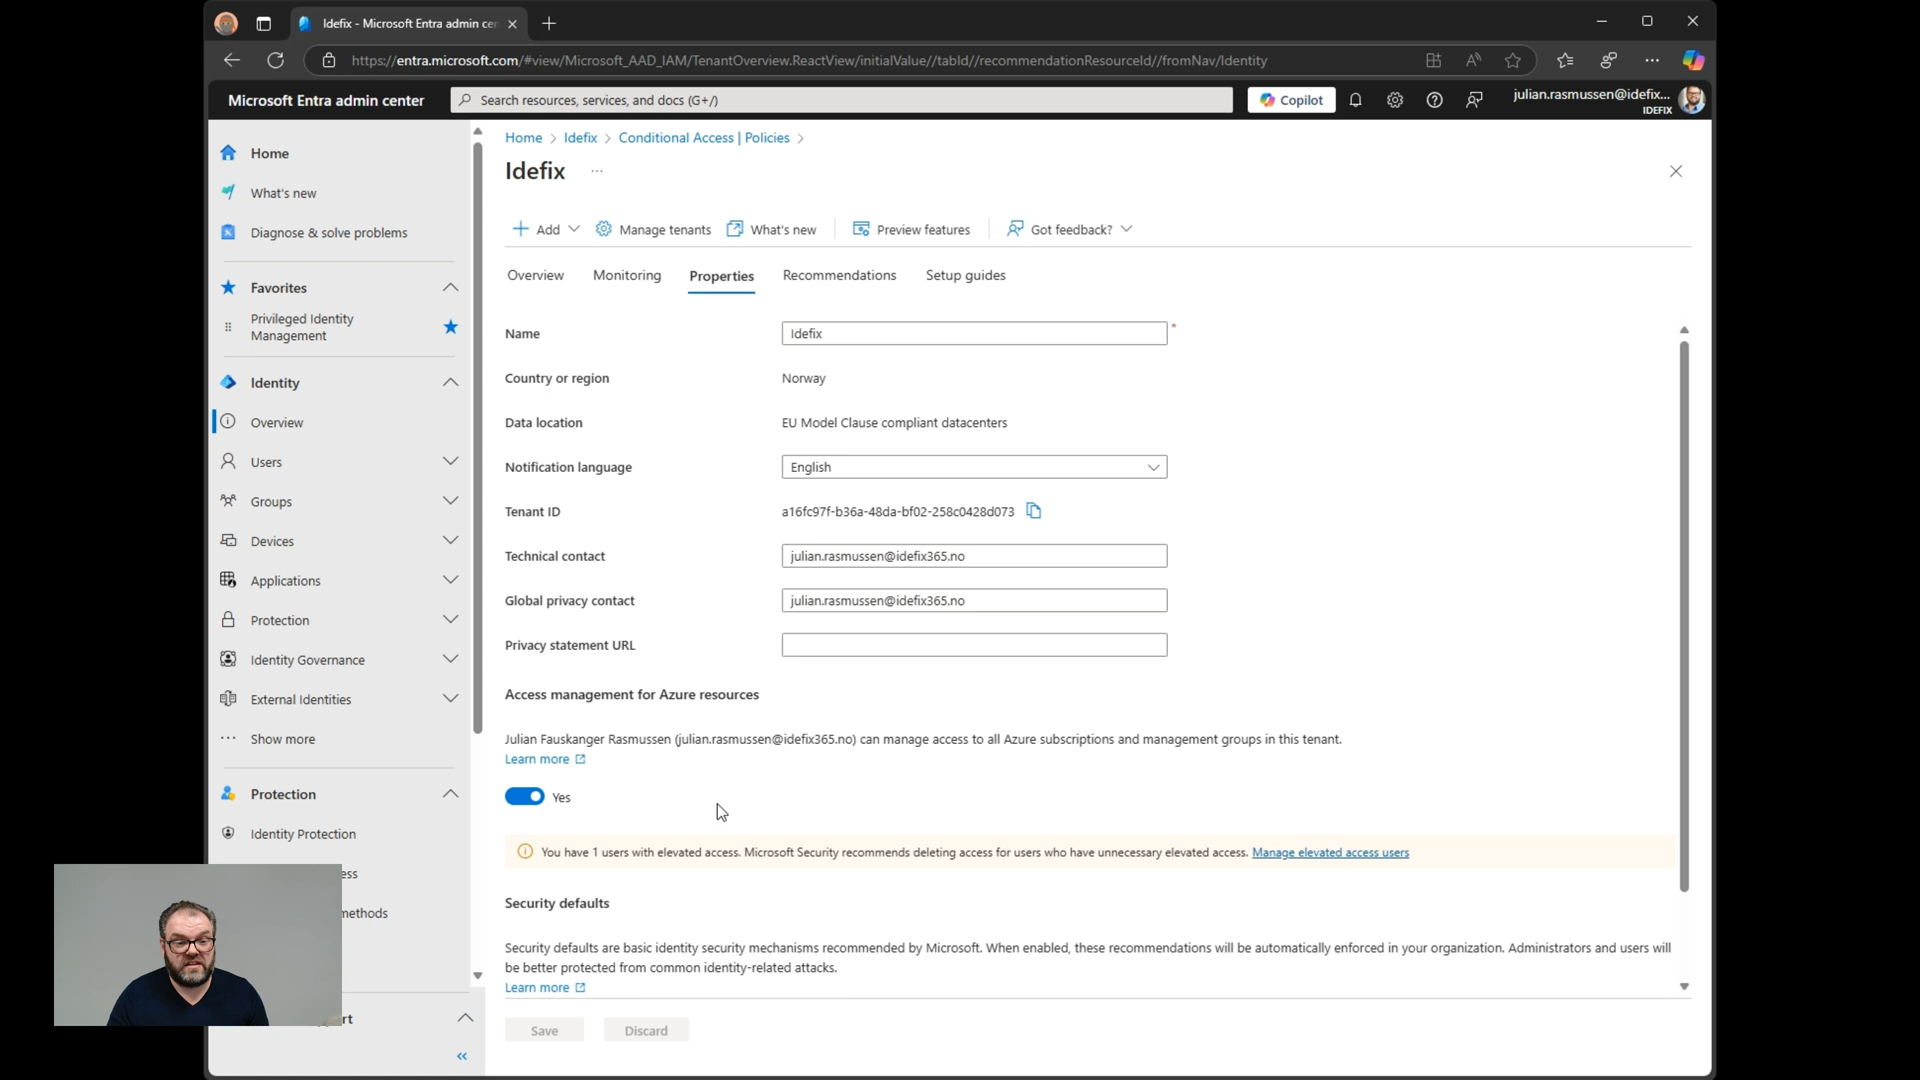 Idefix - Microsoft Entra admin cen
https://entra.microsoft.com/#view/Microsoft_AAD_IAM/TenantOverview.ReactView/initialValue//tabId//recommendationResourceId//fromNav/Identity
Microsoft Entra admin center
Search resources, services, and docs (G+/)
Copilot
julian.rasmussen@idefix...
IDEFIX
Home
What's new
Diagnose & solve problems
Favorites
Privileged Identity
Management
Identity
Overview
Users
Groups
Devices
Applications
Protection
Identity Governance
External Identities
Show more
Protection
Identity Protection
ess
methods
rt
Home > Idefix > Conditional Access | Policies >
Idefix ...
Add
Manage tenants
What's new
Preview features
Got feedback?
Overview
Monitoring
Properties
Recommendations
Setup guides
Name
Idefix *
Country or region
Norway
Data location
EU Model Clause compliant datacenters
Notification language
English
Tenant ID
a16fc97f-b36a-48da-bf02-258c0428d073
Technical contact
julian.rasmussen@idefix365.no
Global privacy contact
julian.rasmussen@idefix365.no
Privacy statement URL
Access management for Azure resources
Julian Fauskanger Rasmussen (julian.rasmussen@idefix365.no) can manage access to all Azure subscriptions and management groups in this tenant.
Learn more
Yes
You have 1 users with elevated access. Microsoft Security recommends deleting access for users who have unnecessary elevated access. Manage elevated access users
Security defaults
Security defaults are basic identity security mechanisms recommended by Microsoft. When enabled, these recommendations will be automatically enforced in your organization. Administrators and users will
be better protected from common identity-related attacks.
Learn more
Save
Discard